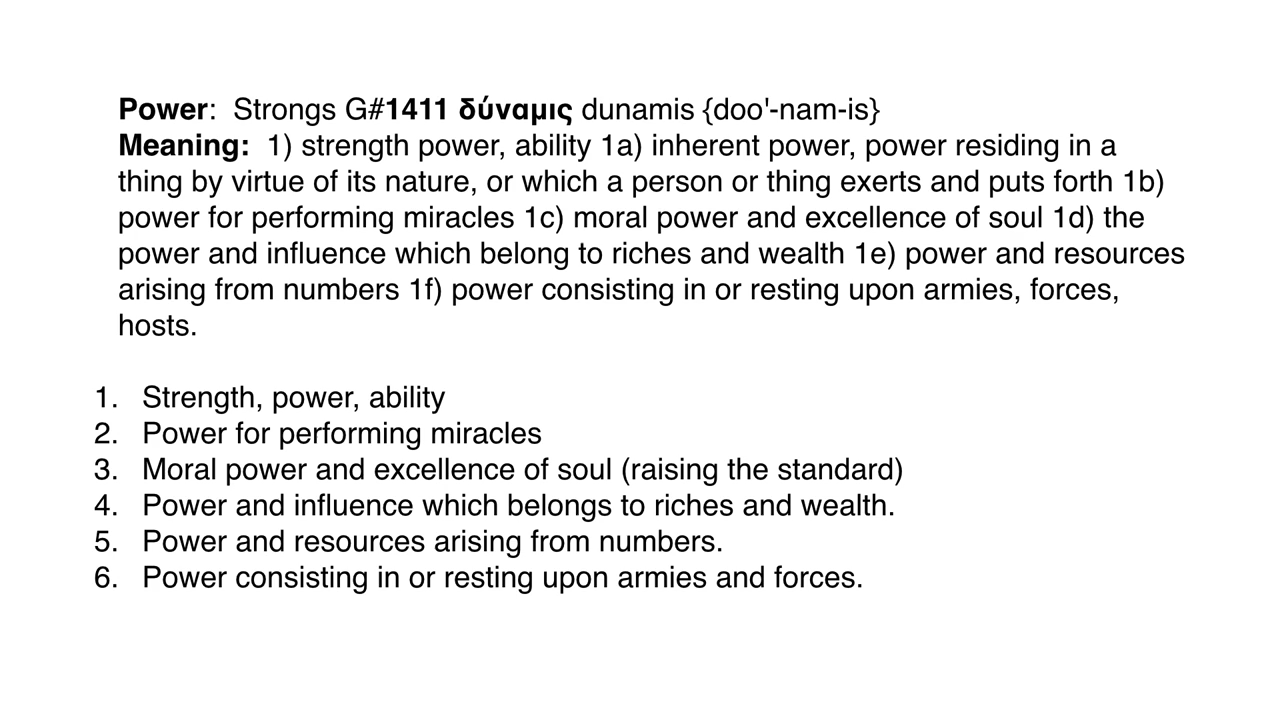 Power:  Strongs G#1411 δύναμις dunamis {doo'-nam-is}
Meaning:  1) strength power, ability 1a) inherent power, power residing in a
thing by virtue of its nature, or which a person or thing exerts and puts forth 1b)
power for performing miracles 1c) moral power and excellence of soul 1d) the
power and influence which belong to riches and wealth 1e) power and resources
arising from numbers 1f) power consisting in or resting upon armies, forces,
hosts.
1. Strength, power, ability
2. Power for performing miracles
3. Moral power and excellence of soul (raising the standard)
4. Power and influence which belongs to riches and wealth.
5. Power and resources arising from numbers.
6. Power consisting in or resting upon armies and forces.